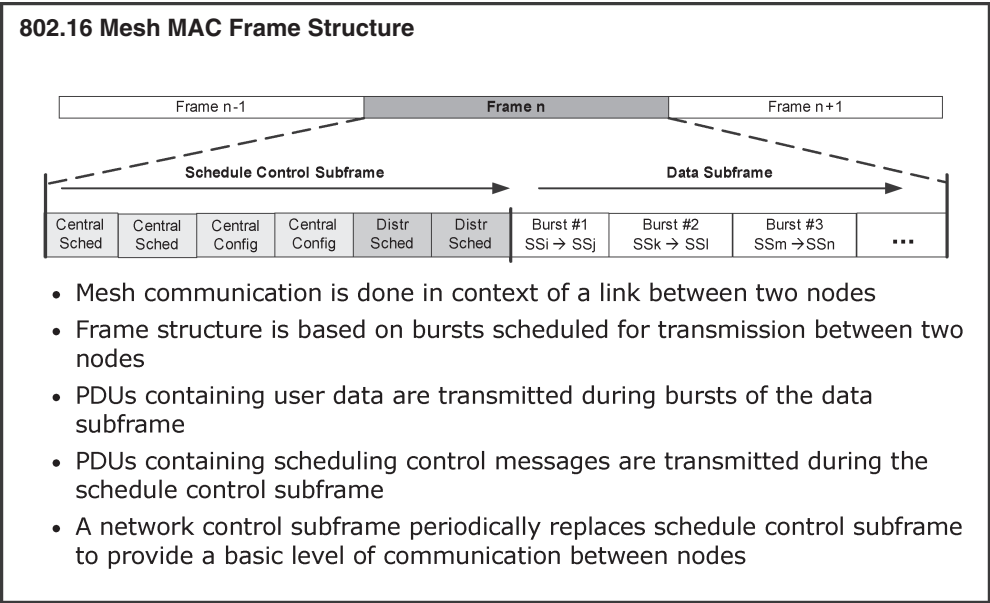 802.16 Mesh MAC Frame Structure
Frame n-1
Frame n
Frame n+1
Schedule Control Subframe
Data Subframe
Central
Sched
Central
Sched
Central
Config
Central
Config
Distr
Sched
Distr
Sched
Burst #1
SSi → SSj
Burst #2
SSk → SSl
Burst #3
SSm →SSn
...
• Mesh communication is done in context of a link between two nodes
• Frame structure is based on bursts scheduled for transmission between two
nodes
• PDUs containing user data are transmitted during bursts of the data
subframe
• PDUs containing scheduling control messages are transmitted during the
schedule control subframe
• A network control subframe periodically replaces schedule control subframe
to provide a basic level of communication between nodes